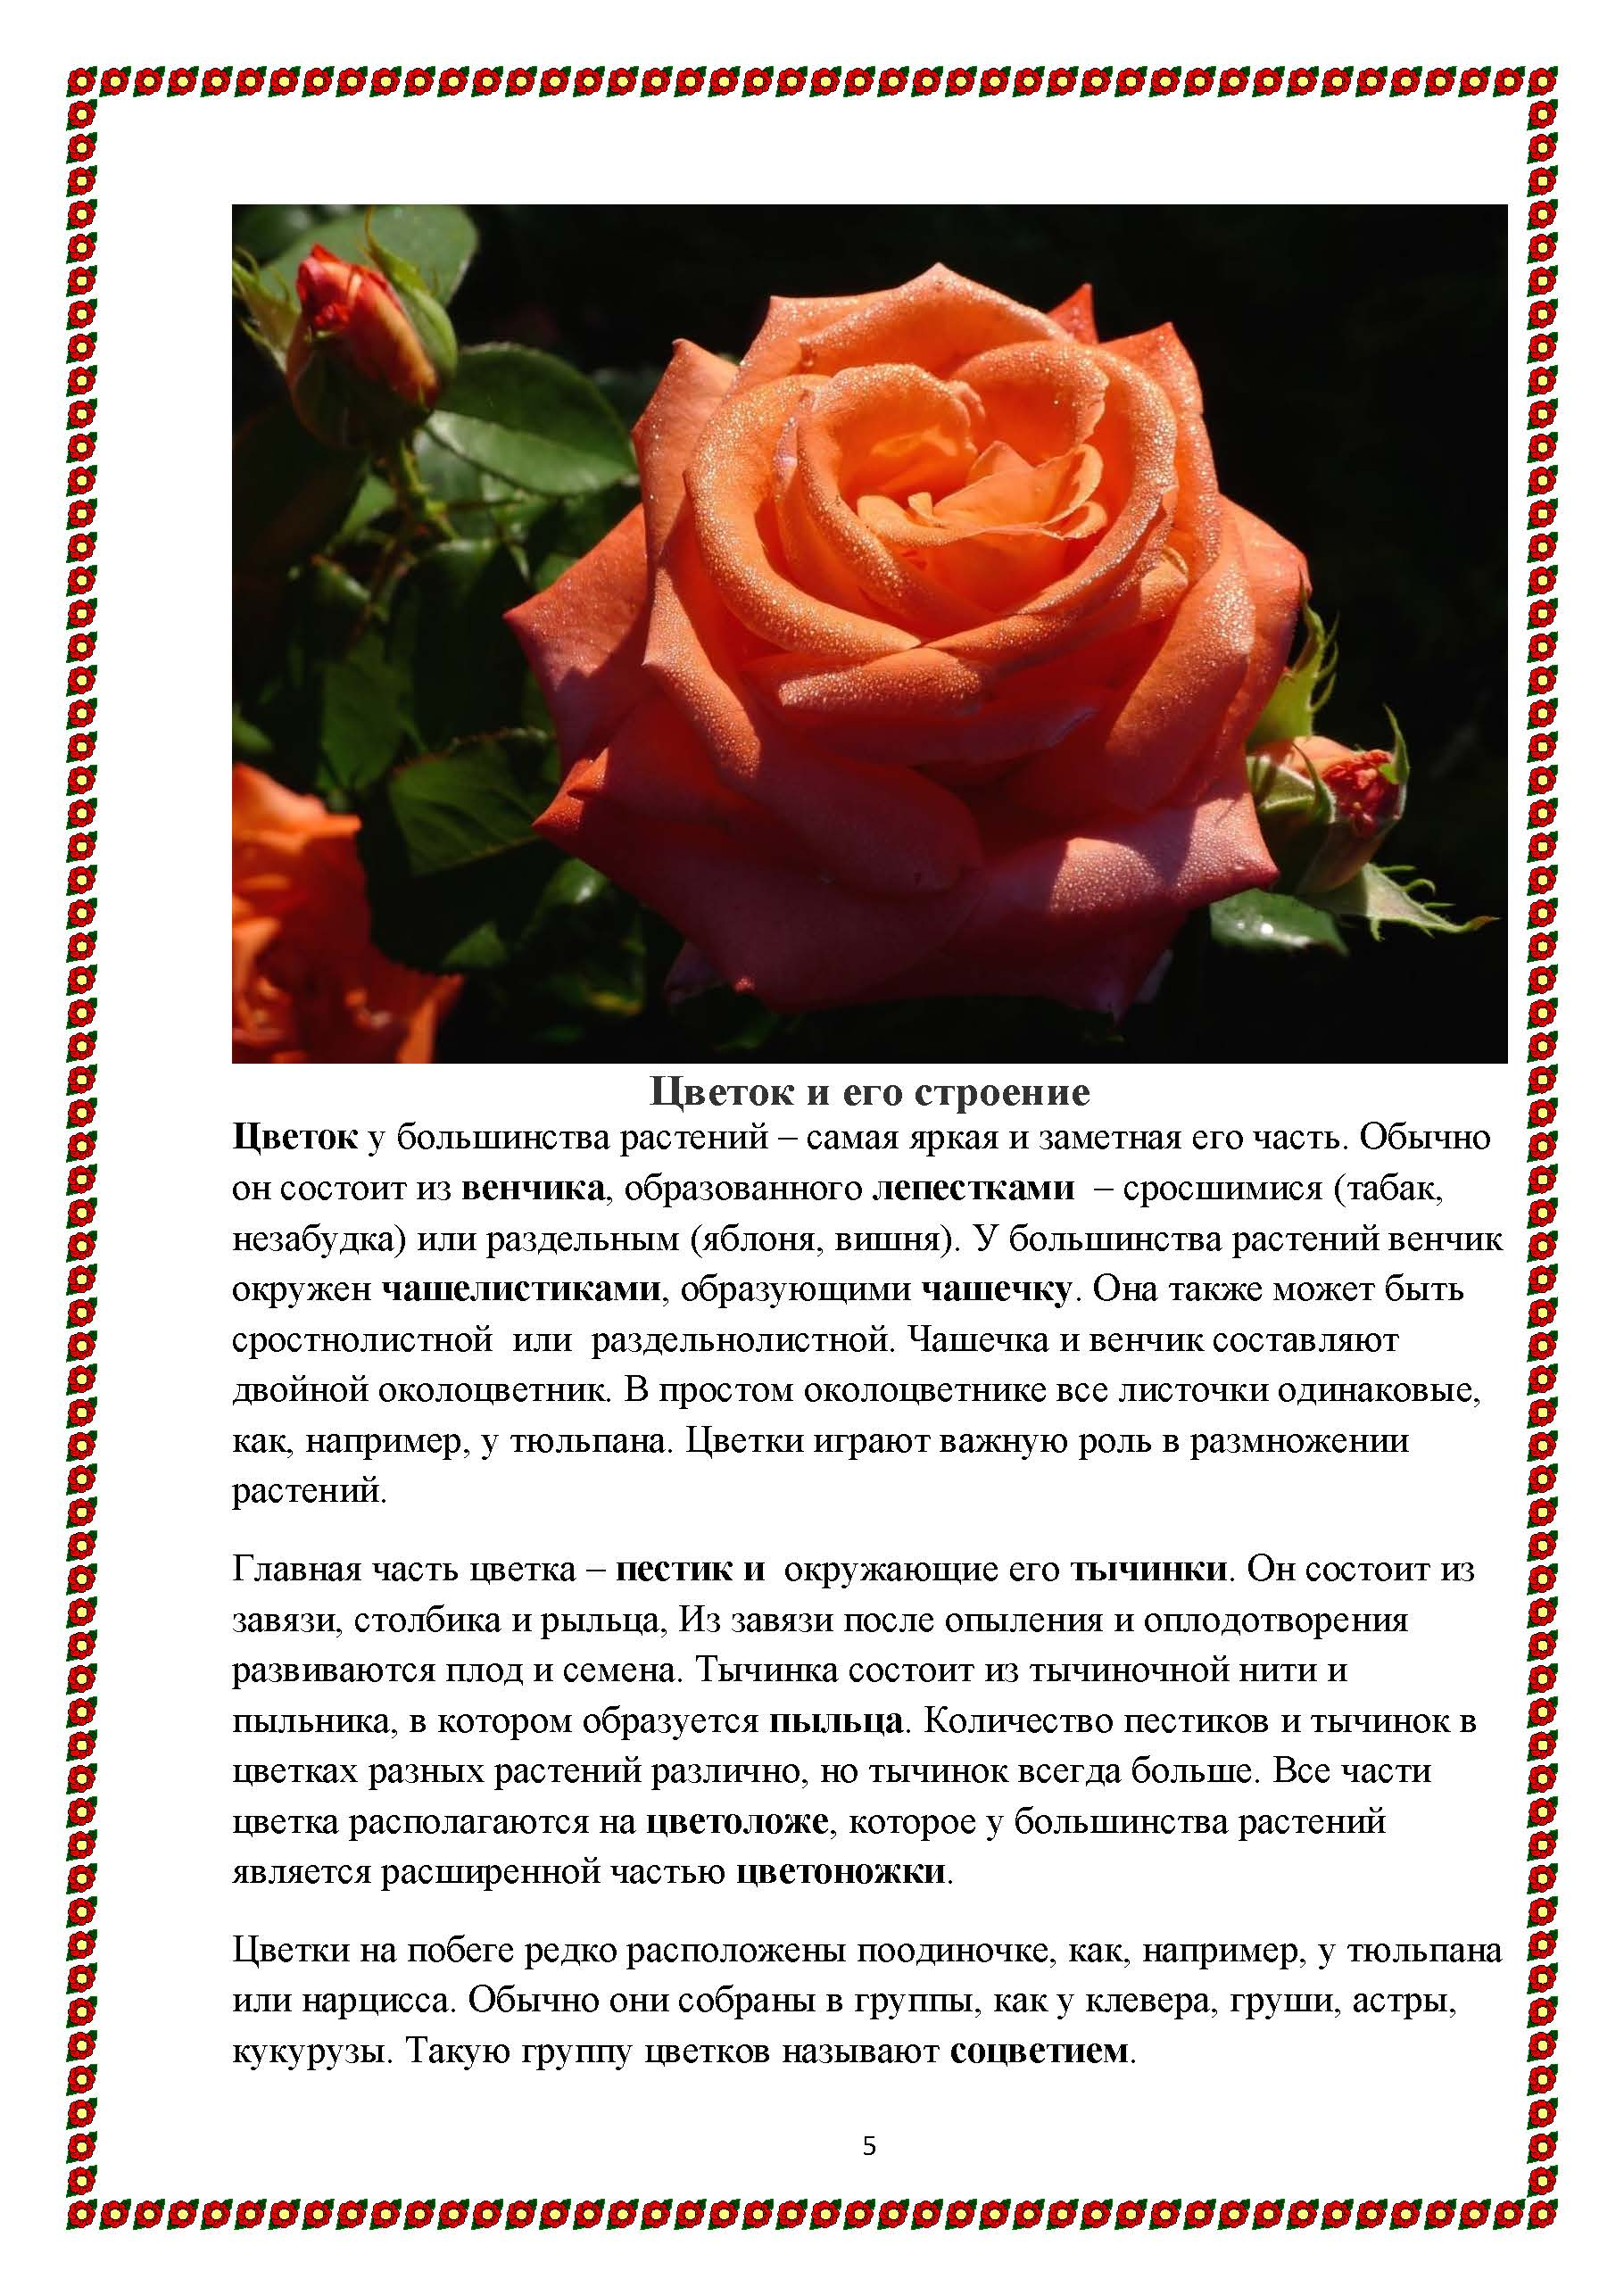 Цветок и его строение
Цветок у большинства растений – самая яркая и заметная его часть. Обычно
он состоит из венчика, образованного лепестками – сросшимися (табак,
незабудка) или раздельным (яблоня, вишня). У большинства растений венчик
окружен чашелистиками, образующими чашечку. Она также может быть
сростнолистной или раздельнолистной. Чашечка и венчик составляют
двойной околоцветник. В простом околоцветнике все листочки одинаковые,
как, например, у тюльпана. Цветки играют важную роль в размножении
растений.
Главная часть цветка – пестик и окружающие его тычинки. Он состоит из
завязи, столбика и рыльца, Из завязи после опыления и оплодотворения
развиваются плод и семена. Тычинка состоит из тычиночной нити и
пыльника, в котором образуется пыльца. Количество пестиков и тычинок в
цветках разных растений различно, но тычинок всегда больше. Все части
цветка располагаются на цветоложе, которое у большинства растений
является расширенной частью цветоножки.
Цветки на побеге редко расположены поодиночке, как, например, у тюльпана
или нарцисса. Обычно они собраны в группы, как у клевера, груши, астры,
кукурузы. Такую группу цветков называют соцветием.
5